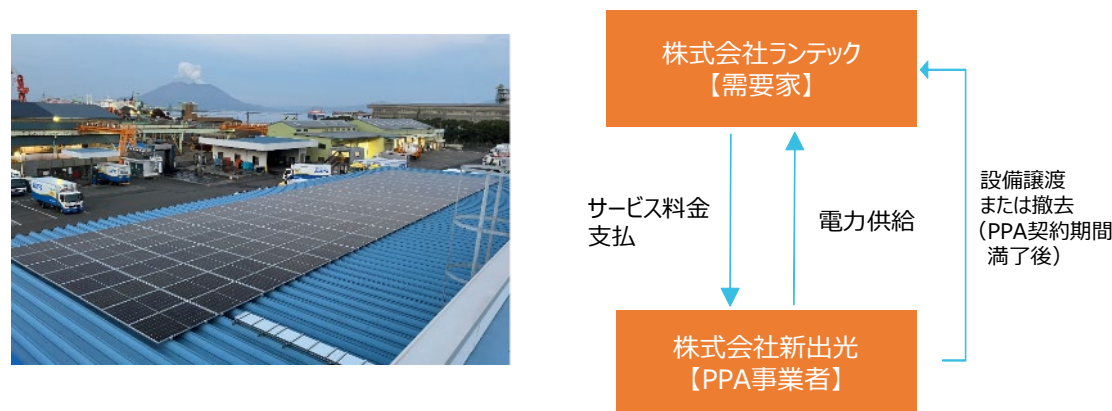 株式会社ランテック
【需要家】
サービス料金
支払
電力供給
設備譲渡
または撤去
（PPA契約期間
満了後）
株式会社新出光
【PPA事業者】